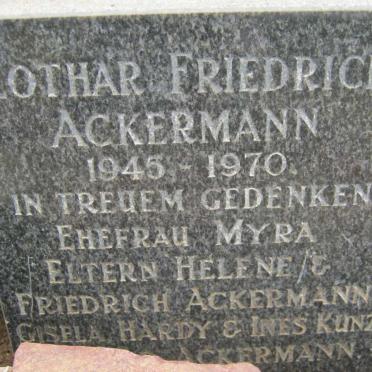 LOTHAR FRIEDRICH
ACKERMANN
1945 - 1970.
IN TREUEM GEDENKEN
EHEFRAU MYRA
ELTERN HELENE &
FRIEDRICH ACKERMANN
GISELA, HARDY & INES KUNZ
ACKERMANN